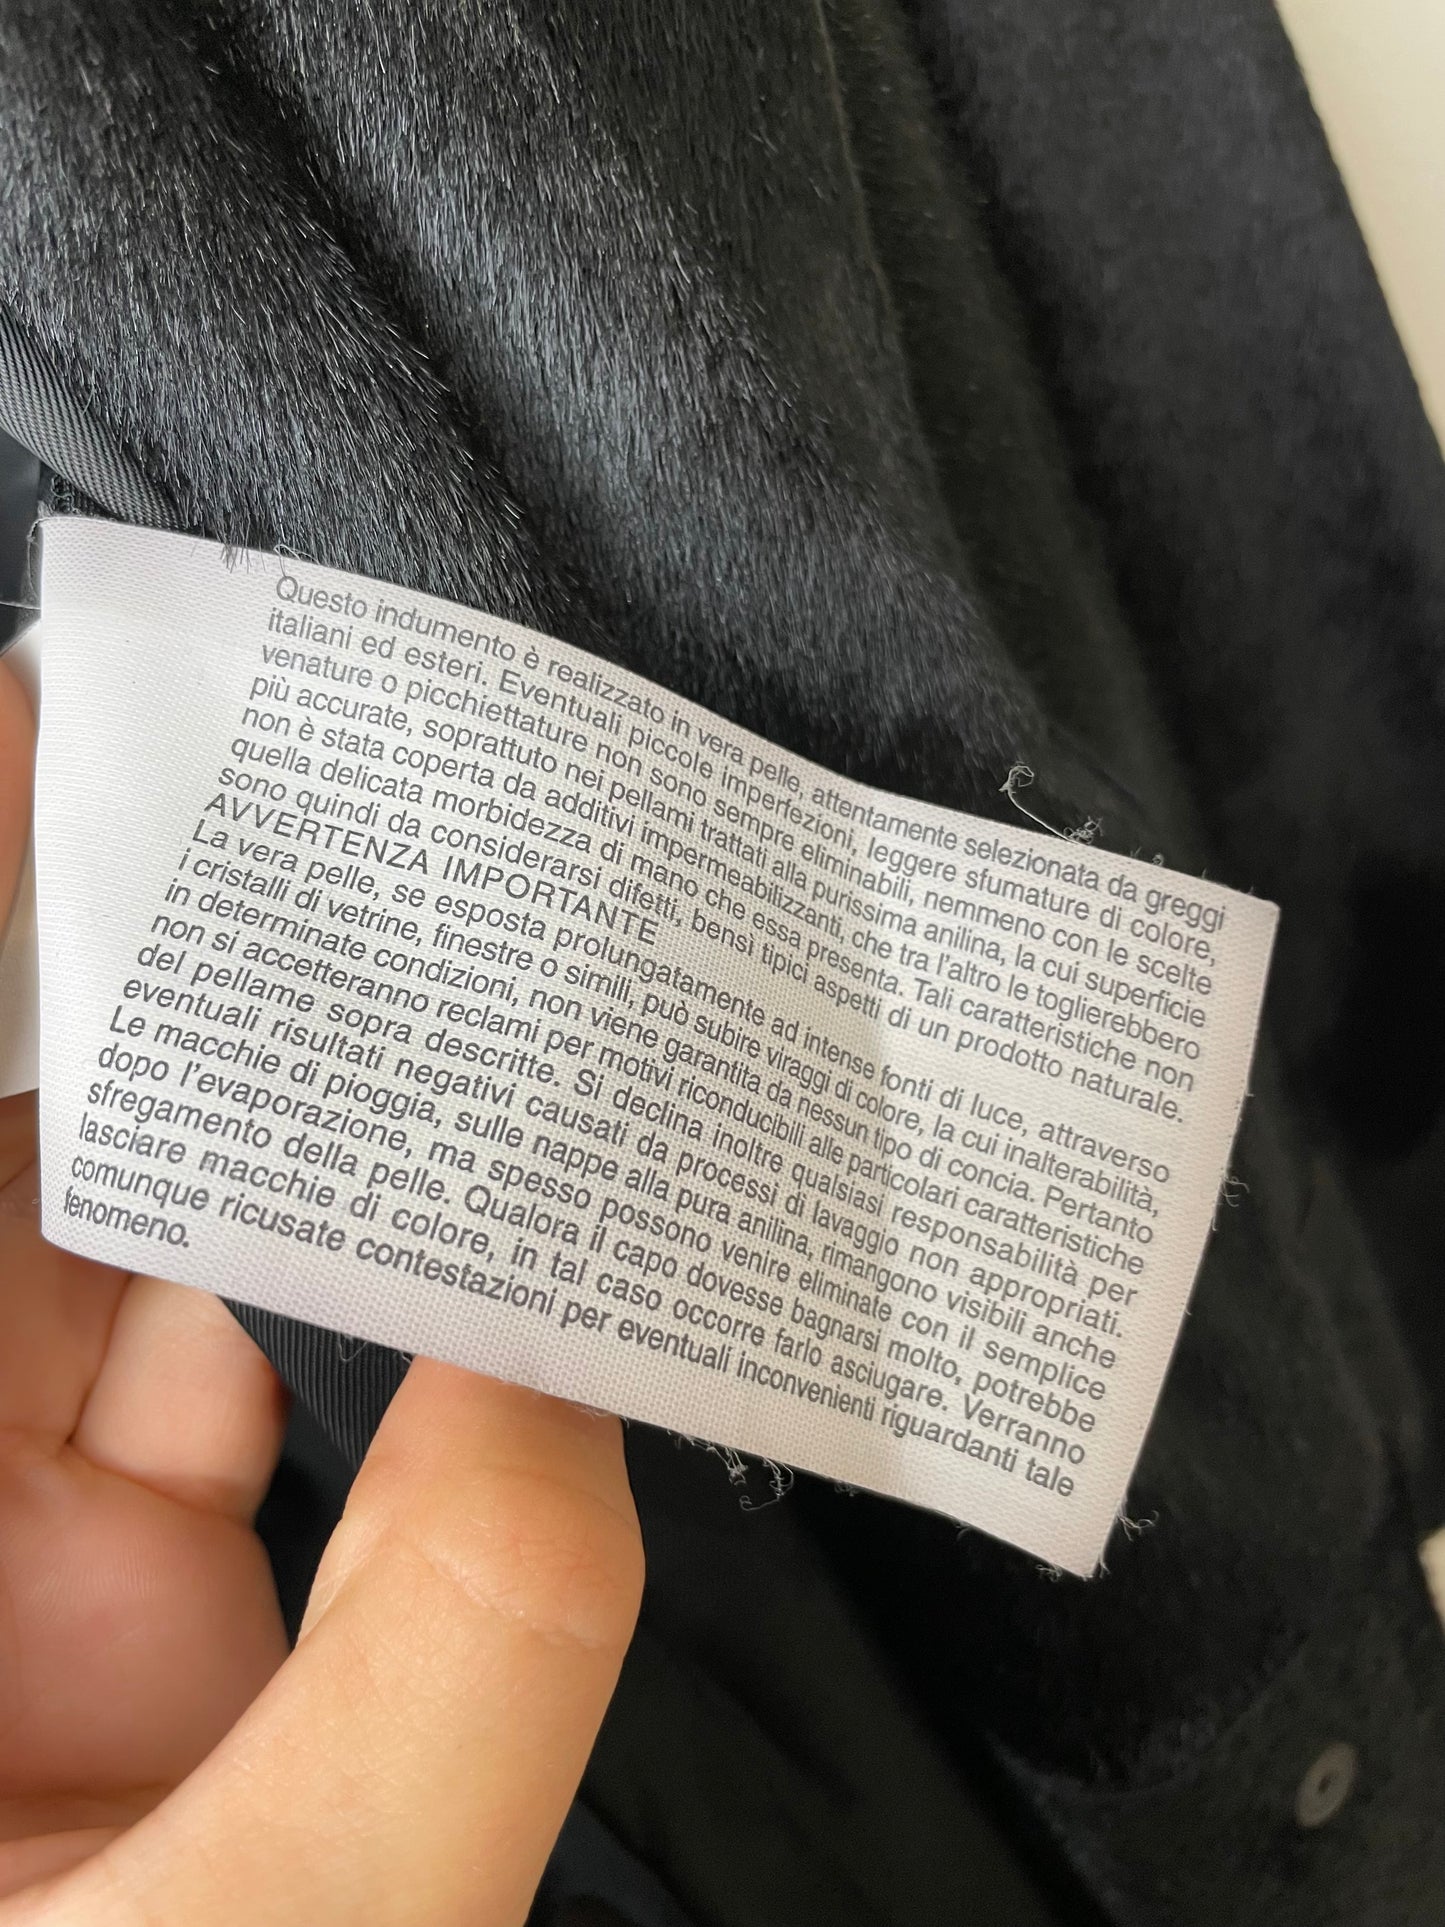 Questo indumento è realizzato in vera pelle, attentamente selezionata da greggi
italiani ed esteri. Eventuali piccole imperfezioni, leggere sfumature di colore,
venature o picchiettature non sono sempre eliminabili, nemmeno con le scelte
più accurate, soprattuto nei pellami trattati alla purissima anilina, la cui superficie
non è stata coperta da additivi impermeabilizzanti, che tra l'altro le toglierebbero
quella delicata morbidezza di mano che essa presenta. Tali caratteristiche non
sono quindi da considerarsi difetti, bensì tipici aspetti di un prodotto naturale.
AVVERTENZA IMPORTANTE
La vera pelle, se esposta prolungatamente ad intense fonti di luce, attraverso
i cristalli di vetrine, finestre o simili, può subire viraggi di colore, la cui inalterabilità,
in determinate condizioni, non viene garantita da nessun tipo di concia. Pertanto
non si accetteranno reclami per motivi riconducibili alle particolari caratteristiche
del pellame sopra descritte. Si declina inoltre qualsiasi responsabilità per
eventuali risultati negativi causati da processi di lavaggio non appropriati.
Le macchie di pioggia, sulle nappe alla pura anilina, rimangono visibili anche
dopo l'evaporazione, ma spesso possono venire eliminate con il semplice
sfregamento della pelle. Qualora il capo dovesse bagnarsi molto, potrebbe
lasciare macchie di colore, in tal caso occorre farlo asciugare. Verranno
comunque ricusate contestazioni per eventuali inconvenienti riguardanti tale
fenomeno.